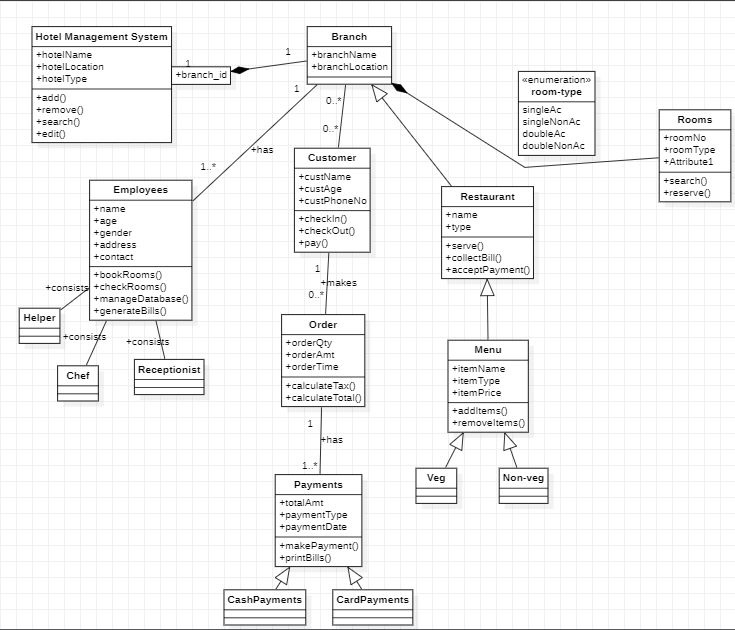 Hotel Management System
+hotelName
+hotelLocation
+hotelType
+add()
+remove()
+search()
+edit()
1
+branch_id
1
Branch
+branchName
+branchLocation
1
0..*
0..*
+has
1..*
«enumeration»
room-type
singleAc
singleNonAc
doubleAc
doubleNonAc
Rooms
+roomNo
+roomType
+Attribute1
+search()
+reserve()
Customer
+custName
+custAge
+custPhoneNo
+checkIn()
+checkOut()
+pay()
Employees
+name
+age
+gender
+address
+contact
+bookRooms()
+checkRooms()
+manageDatabase()
+generateBills()
Restaurant
+name
+type
+serve()
+collectBill()
+acceptPayment()
1
+makes
0..*
+consists
+consists
+consists
Helper
Chef
Receptionist
Order
+orderQty
+orderAmt
+orderTime
+calculateTax()
+calculateTotal()
Menu
+itemName
+itemType
+itemPrice
+addItems()
+removeItems()
1
+has
1..*
Veg
Non-veg
Payments
+totalAmt
+paymentType
+paymentDate
+makePayment()
+printBills()
CashPayments
CardPayments